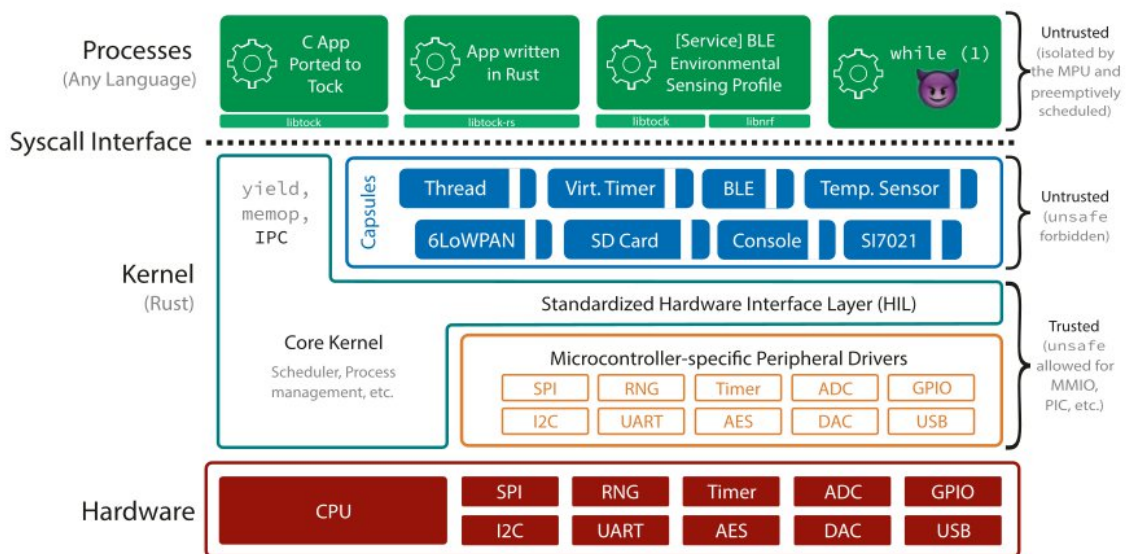 Processes
(Any Language)
C App
Ported to
Tock
libtock
App written
in Rust
libtock-rs
[Service] BLE
Environmental
Sensing Profile
libtock
libnrf
while (1)
Untrusted
(isolated by
the MPU and
preemptively
scheduled)
Syscall Interface
Kernel
(Rust)
yield,
memop,
IPC
Capsules
Thread
Virt. Timer
BLE
Temp. Sensor
6LoWPAN
SD Card
Console
SI7021
Untrusted
(unsafe
forbidden)
Standardized Hardware Interface Layer (HIL)
Core Kernel
Scheduler, Process
management, etc.
Microcontroller-specific Peripheral Drivers
SPI
RNG
Timer
ADC
GPIO
I2C
UART
AES
DAC
USB
Trusted
(unsafe
allowed for
MMIO,
PIC, etc.)
Hardware
CPU
SPI
RNG
Timer
ADC
GPIO
I2C
UART
AES
DAC
USB